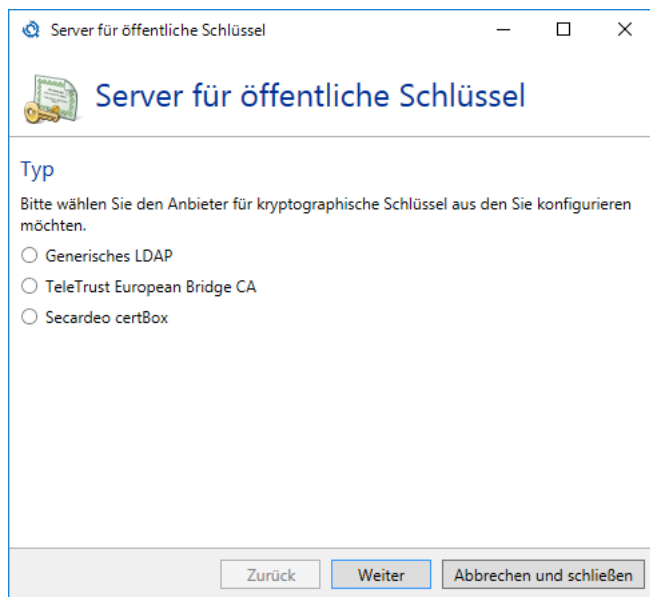 Server für öffentliche Schlüssel
Server für öffentliche Schlüssel
Typ
Bitte wählen Sie den Anbieter für kryptographische Schlüssel aus den Sie konfigurieren
möchten.
Generisches LDAP
TeleTrust European Bridge CA
Secardeo certBox
Zurück Weiter Abbrechen und schließen